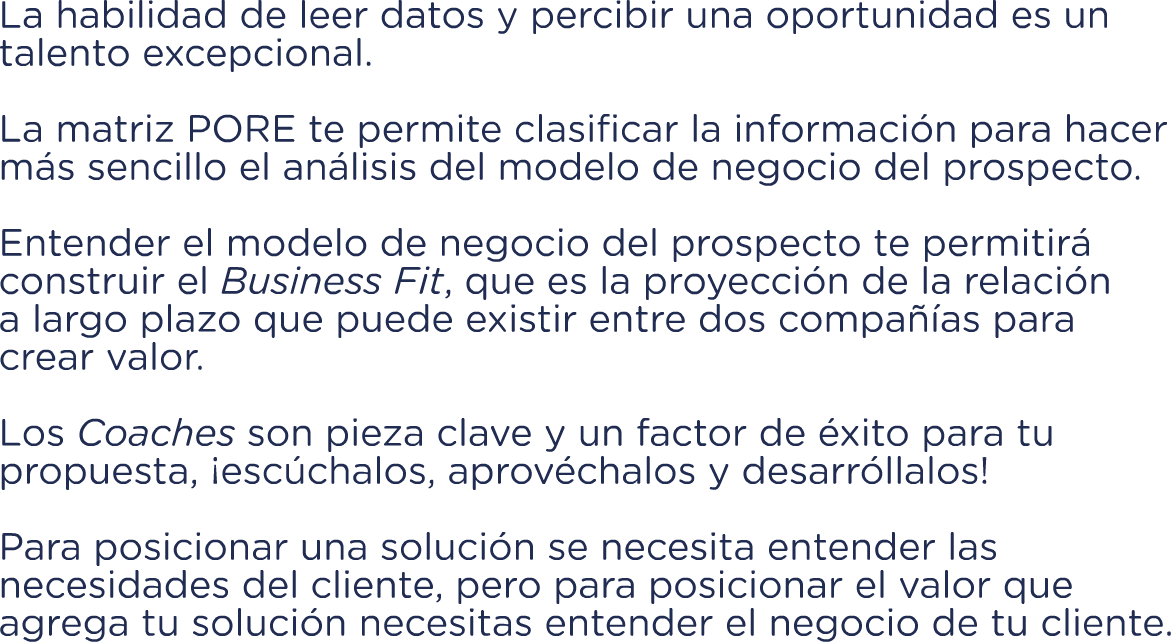 La habilidad de leer datos y percibir una oportunidad es un
talento excepcional.
La matriz PORE te permite clasificar la información para hacer
más sencillo el análisis del modelo de negocio del prospecto.
Entender el modelo de negocio del prospecto te permitirá
construir el Business Fit, que es la proyección de la relación
a largo plazo que puede existir entre dos compañías para
crear valor.
Los Coaches son pieza clave y un factor de éxito para tu
propuesta, ¡escúchalos, aprovéchalos y desarróllalos!
Para posicionar una solución se necesita entender las
necesidades del cliente, pero para posicionar el valor que
agrega tu solución necesitas entender el negocio de tu cliente.